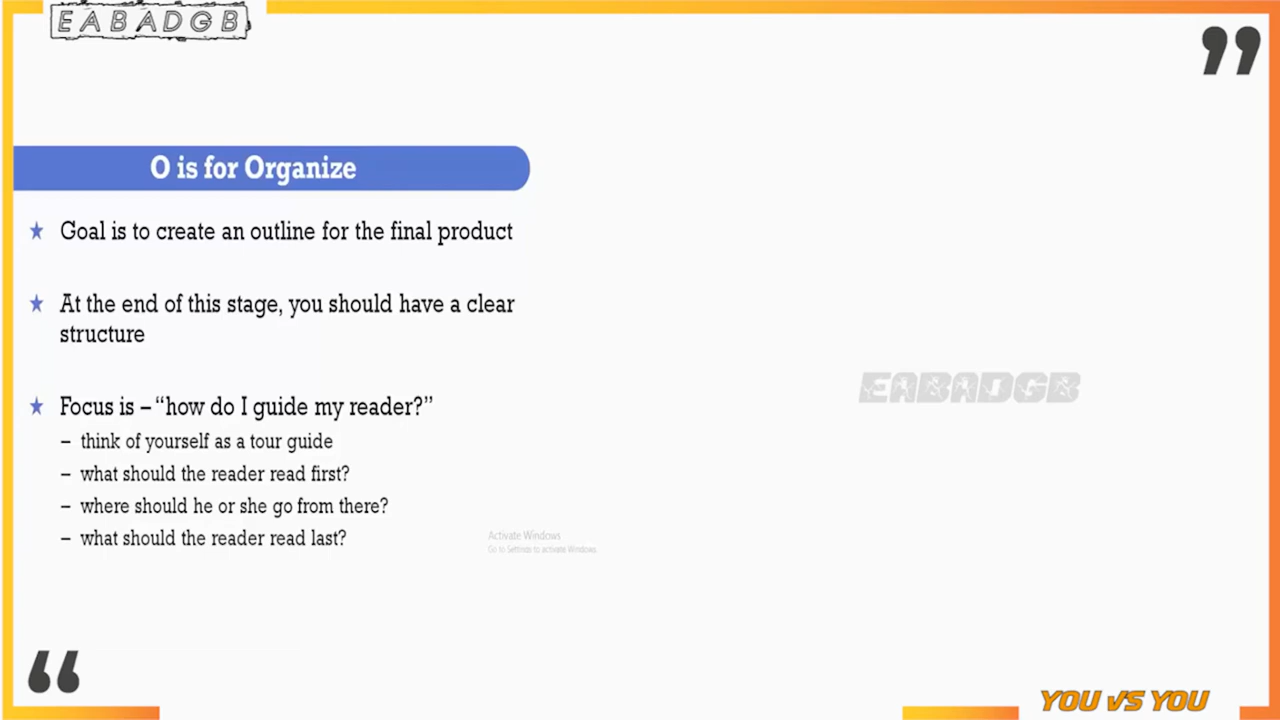 EABADGB
O is for Organize
★ Goal is to create an outline for the final product
★ At the end of this stage, you should have a clear
structure
★ Focus is – “how do I guide my reader?”
– think of yourself as a tour guide
– what should the reader read first?
– where should he or she go from there?
– what should the reader read last?
EABADGB
Activate Windows
Go to Settings to activate Windows.
YOU VS YOU